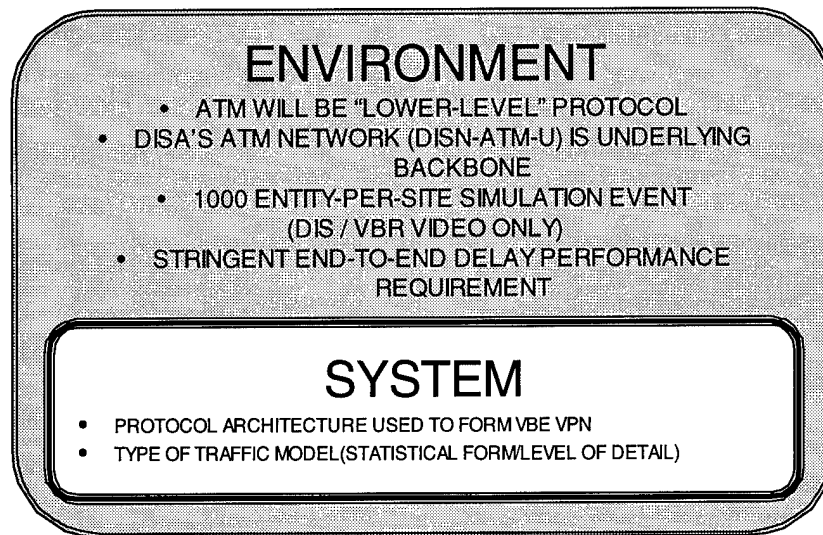 ENVIRONMENT
• ATM WILL BE "LOWER-LEVEL" PROTOCOL
• DISA'S ATM NETWORK (DISN-ATM-U) IS UNDERLYING
BACKBONE
• 1000 ENTITY-PER-SITE SIMULATION EVENT
(DIS / VBR VIDEO ONLY)
• STRINGENT END-TO-END DELAY PERFORMANCE
REQUIREMENT
SYSTEM
• PROTOCOL ARCHITECTURE USED TO FORM VBE VPN
• TYPE OF TRAFFIC MODEL(STATISTICAL FORM/LEVEL OF DETAIL)